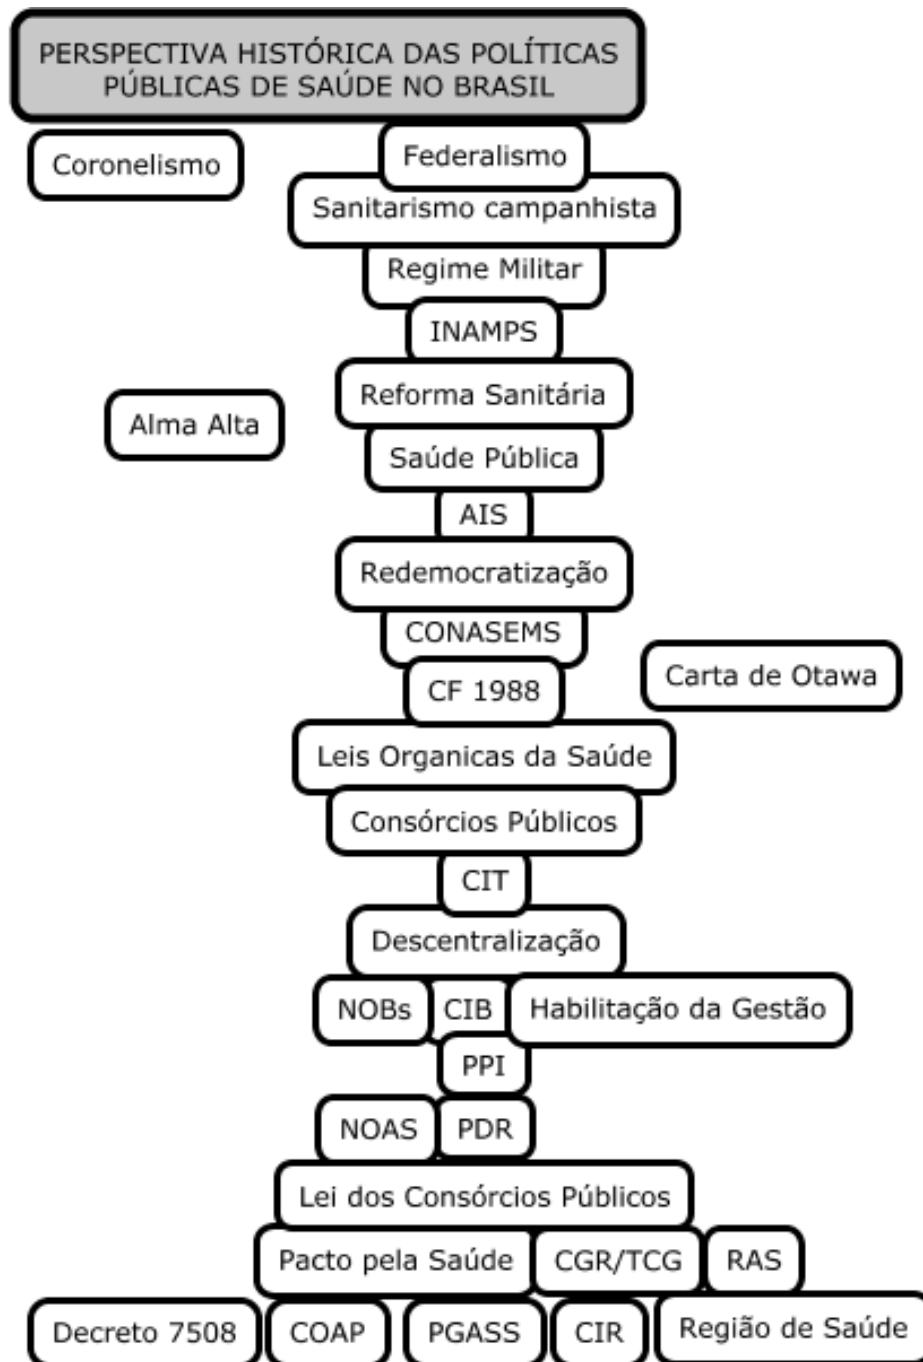 PERSPECTIVA HISTÓRICA DAS POLÍTICAS
PÚBLICAS DE SAÚDE NO BRASIL
Coronelismo
Federalismo
Sanitarismo campanhista
Regime Militar
INAMPS
Reforma Sanitária
Alma Alta
Saúde Pública
AIS
Redemocratização
CONASEMS
Carta de Otawa
CF 1988
Leis Organicas da Saúde
Consórcios Públicos
CIT
Descentralização
NOBs
CIB
Habilitação da Gestão
PPI
NOAS
PDR
Lei dos Consórcios Públicos
Pacto pela Saúde
CGR/TCG
RAS
Decreto 7508
COAP
PGASS
CIR
Região de Saúde